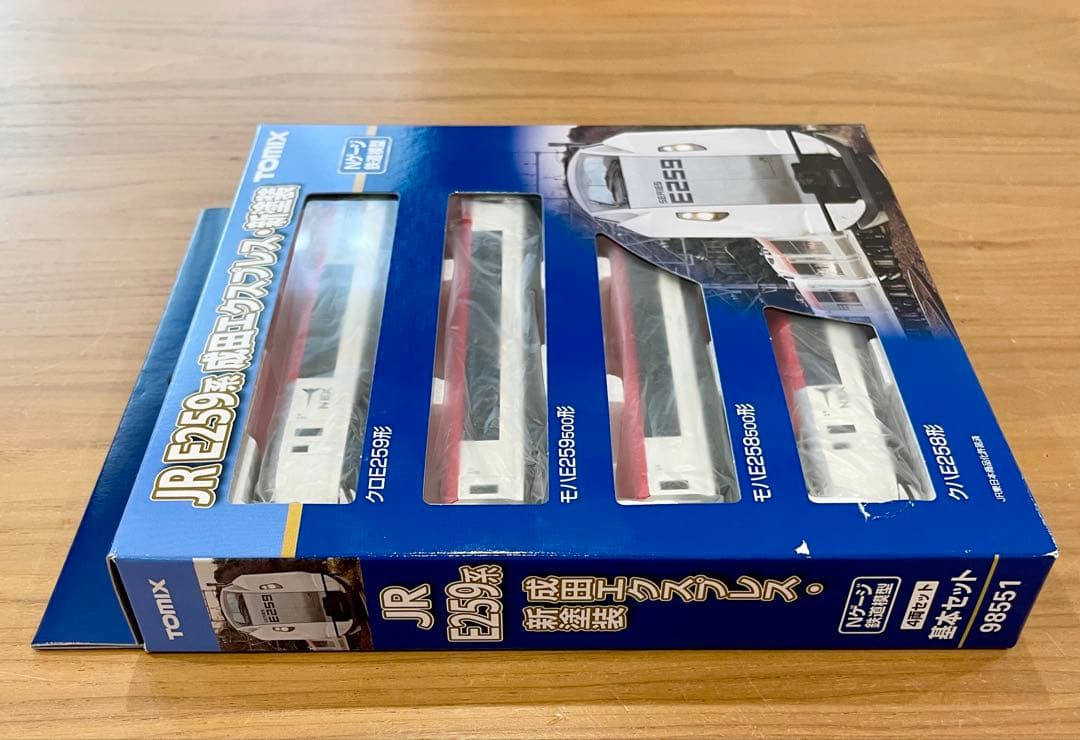 TOMIX
Nゲージ
鉄道模型
JR E259系 成田エクスプレス・新塗装
SERIES
E259
クロE259形
モハE259500形
モハE258500形
クハE258形
JR東日本商品化許諾済
N'EX
N'EX
TOMIX
E259
JR
E259系
成田エクスプレス・
新塗装
Nゲージ
鉄道模型
4両セット
基本セット
98551